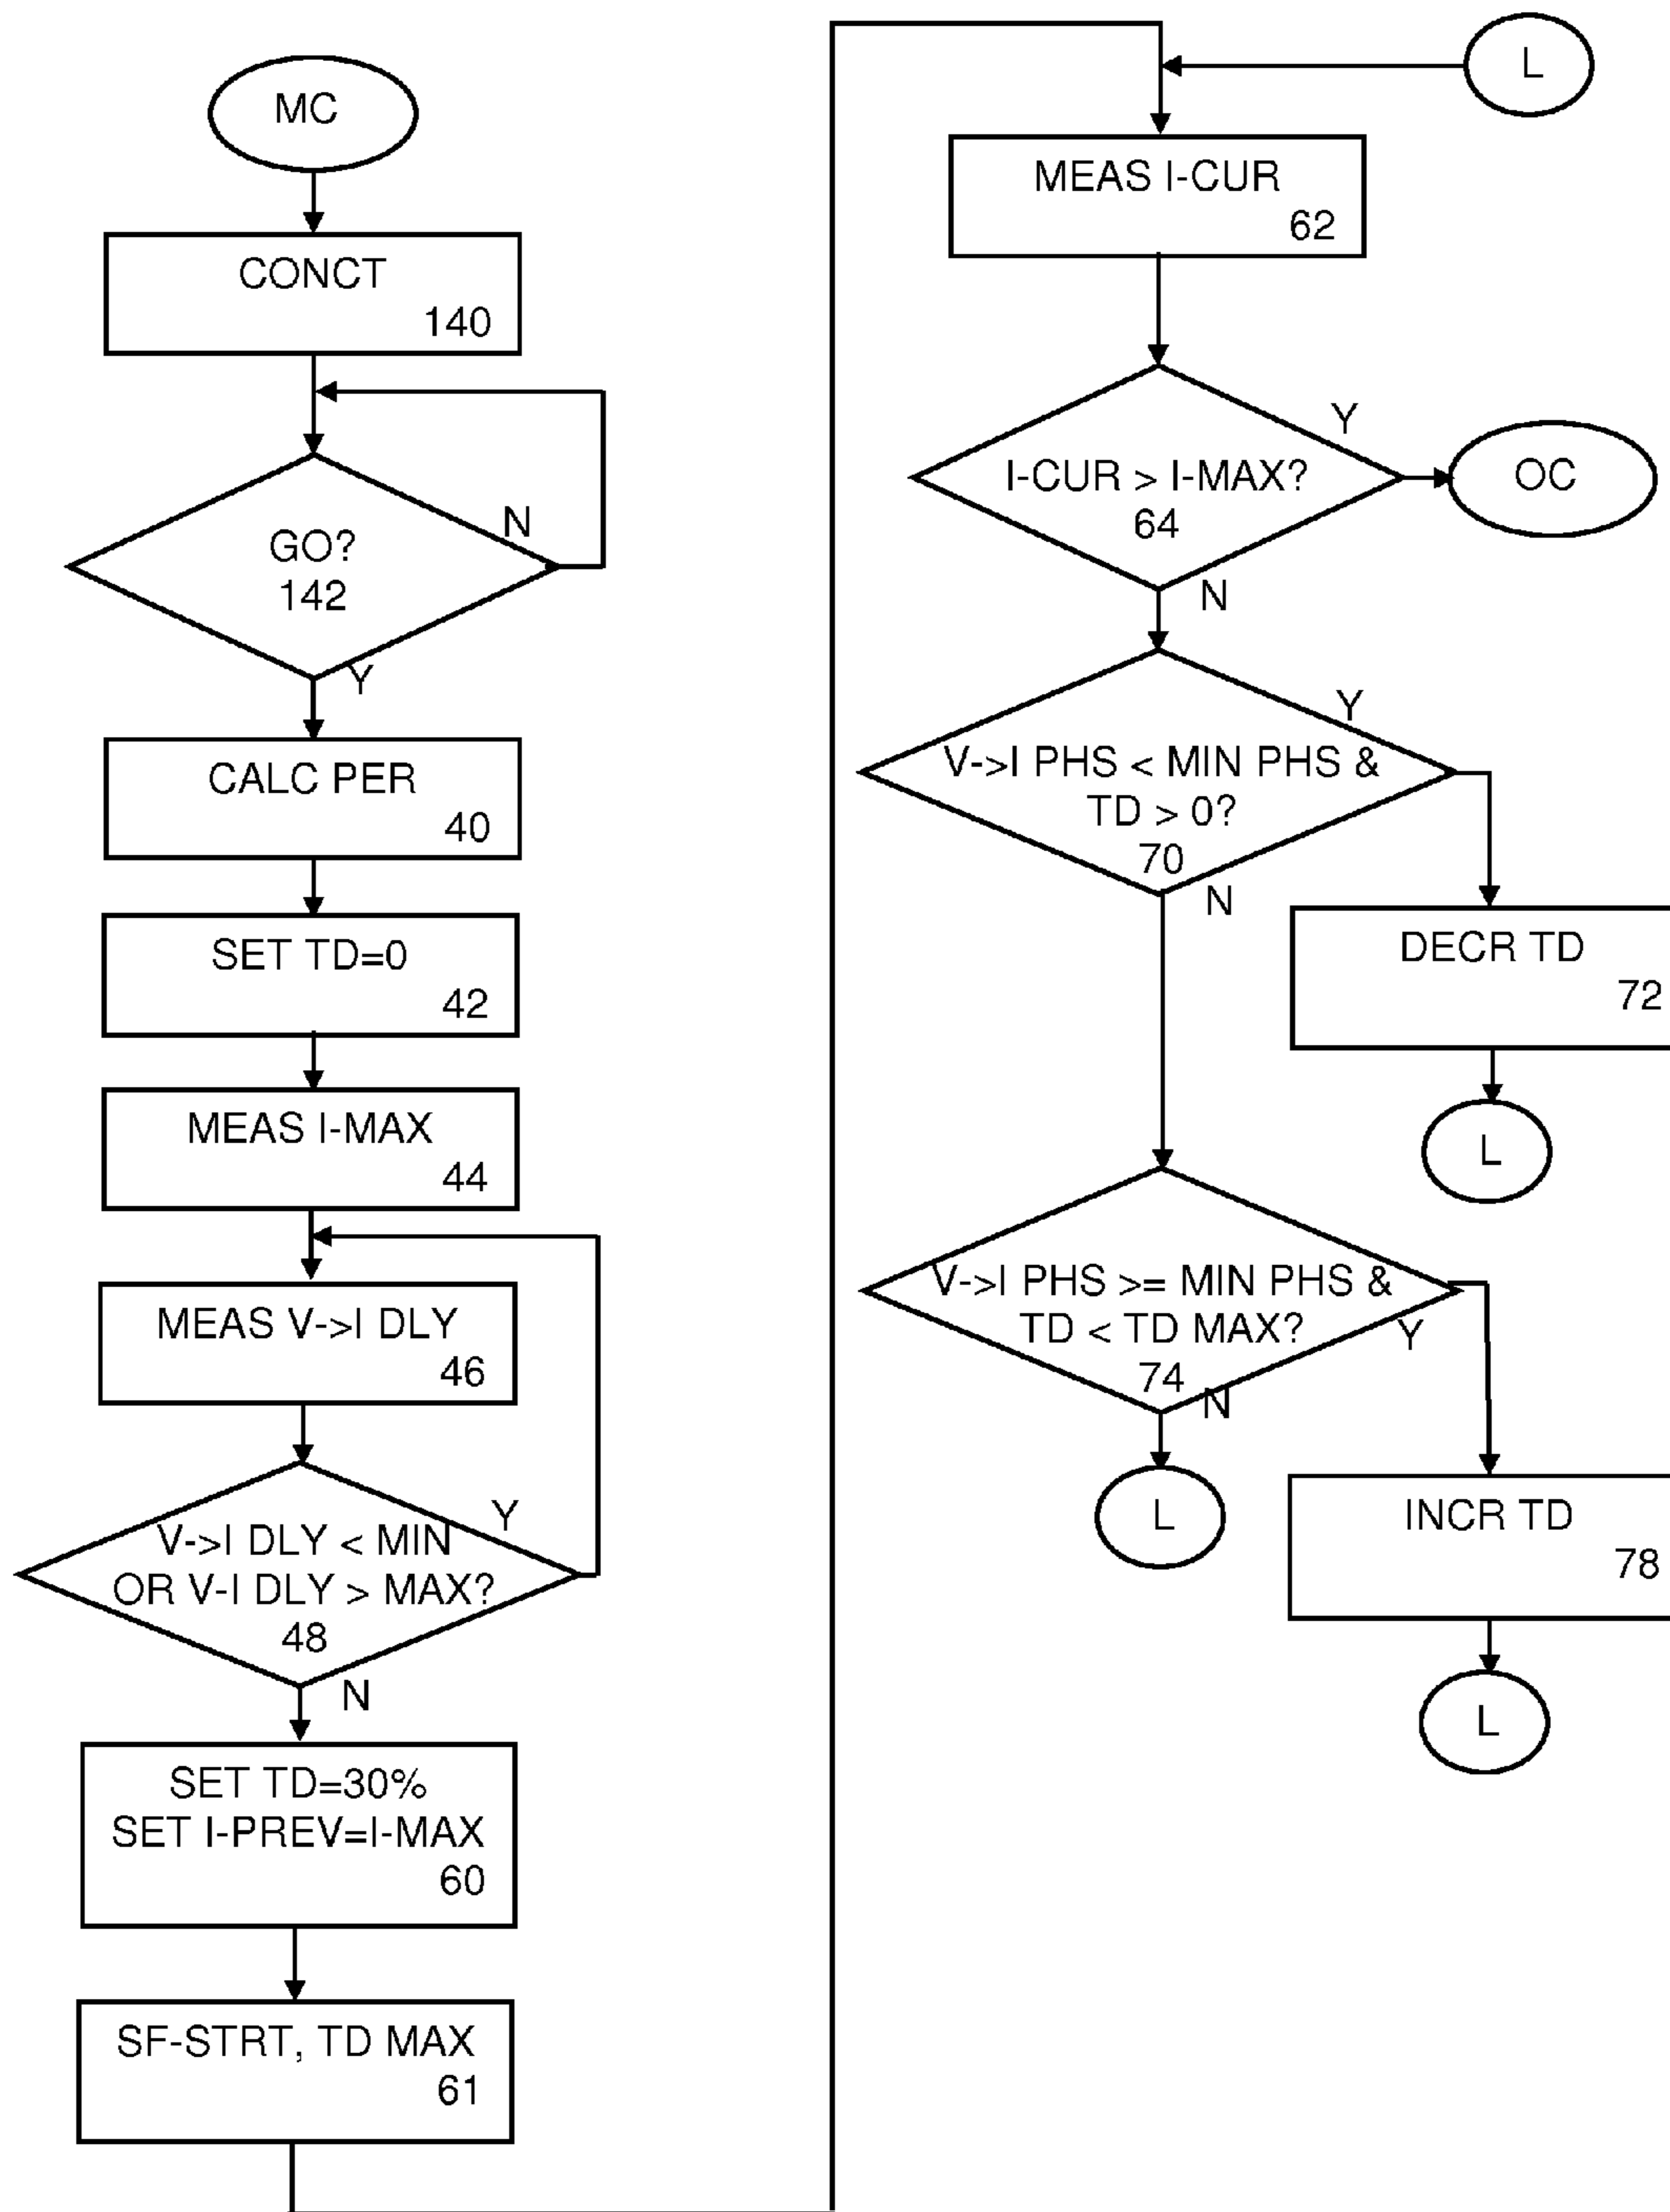 MC
CONCT
140
GO?
142
N
Y
CALC PER
40
SET TD=0
42
MEAS I-MAX
44
MEAS V->I DLY
46
V->I DLY < MIN
OR V-I DLY > MAX?
48
Y
N
SET TD=30%
SET I-PREV=I-MAX
60
SF-STRT, TD MAX
61
L
MEAS I-CUR
62
I-CUR > I-MAX?
64
Y
OC
N
V->I PHS < MIN PHS &
TD > 0?
70
Y
N
DECR TD
72
L
V->I PHS >= MIN PHS &
TD < TD MAX?
74
Y
N
L
INCR TD
78
L